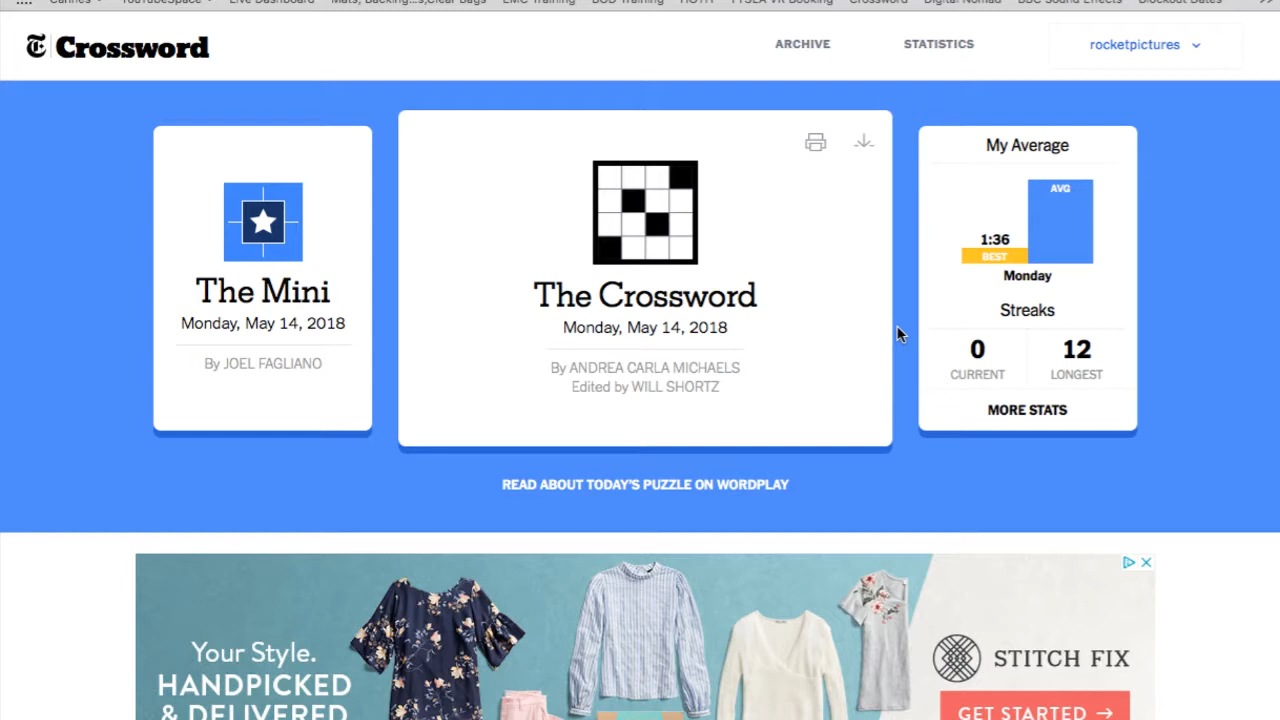 Crossword
ARCHIVE
STATISTICS
rocketpictures
The Mini
Monday, May 14, 2018
By JOEL FAGLIANO
The Crossword
Monday, May 14, 2018
By ANDREA CARLA MICHAELS
Edited by WILL SHORTZ
My Average
AVG
1:36
BEST
Monday
Streaks
0
12
CURRENT
LONGEST
MORE STATS
READ ABOUT TODAY'S PUZZLE ON WORDPLAY
Your Style.
HANDPICKED
& DELIVERED
STITCH FIX
GET STARTED →